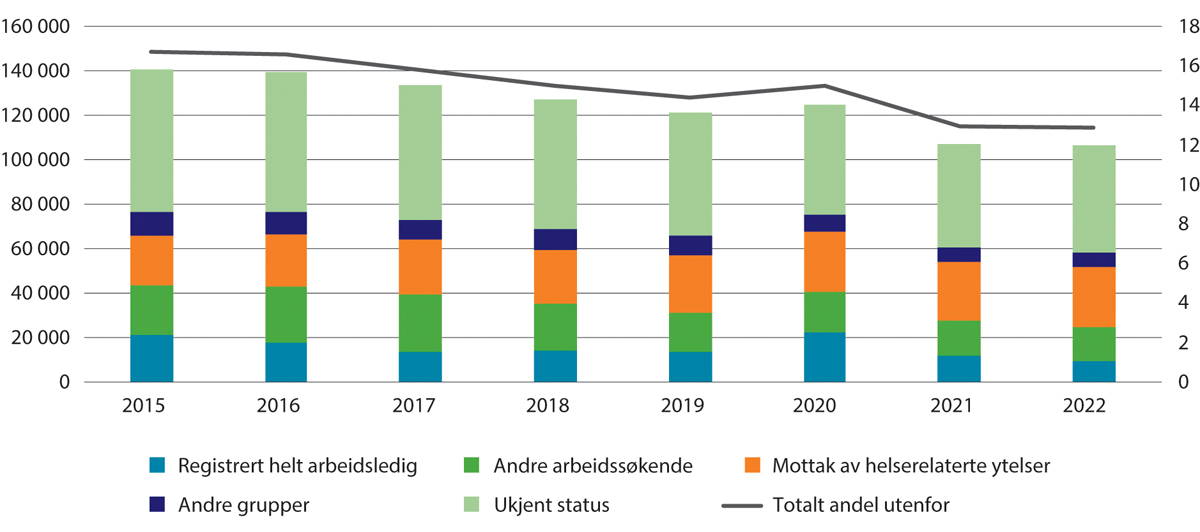 160 000 18
140 000 16
120 000 14
100 000 12
80 000 10
60 000 8
40 000 6
20 000 4
0 2
0
2015 2016 2017 2018 2019 2020 2021 2022
Registrert helt arbeidsledig Andre arbeidssøkende Mottak av helserelaterte ytelser
Andre grupper Ukjent status Totalt andel utenfor